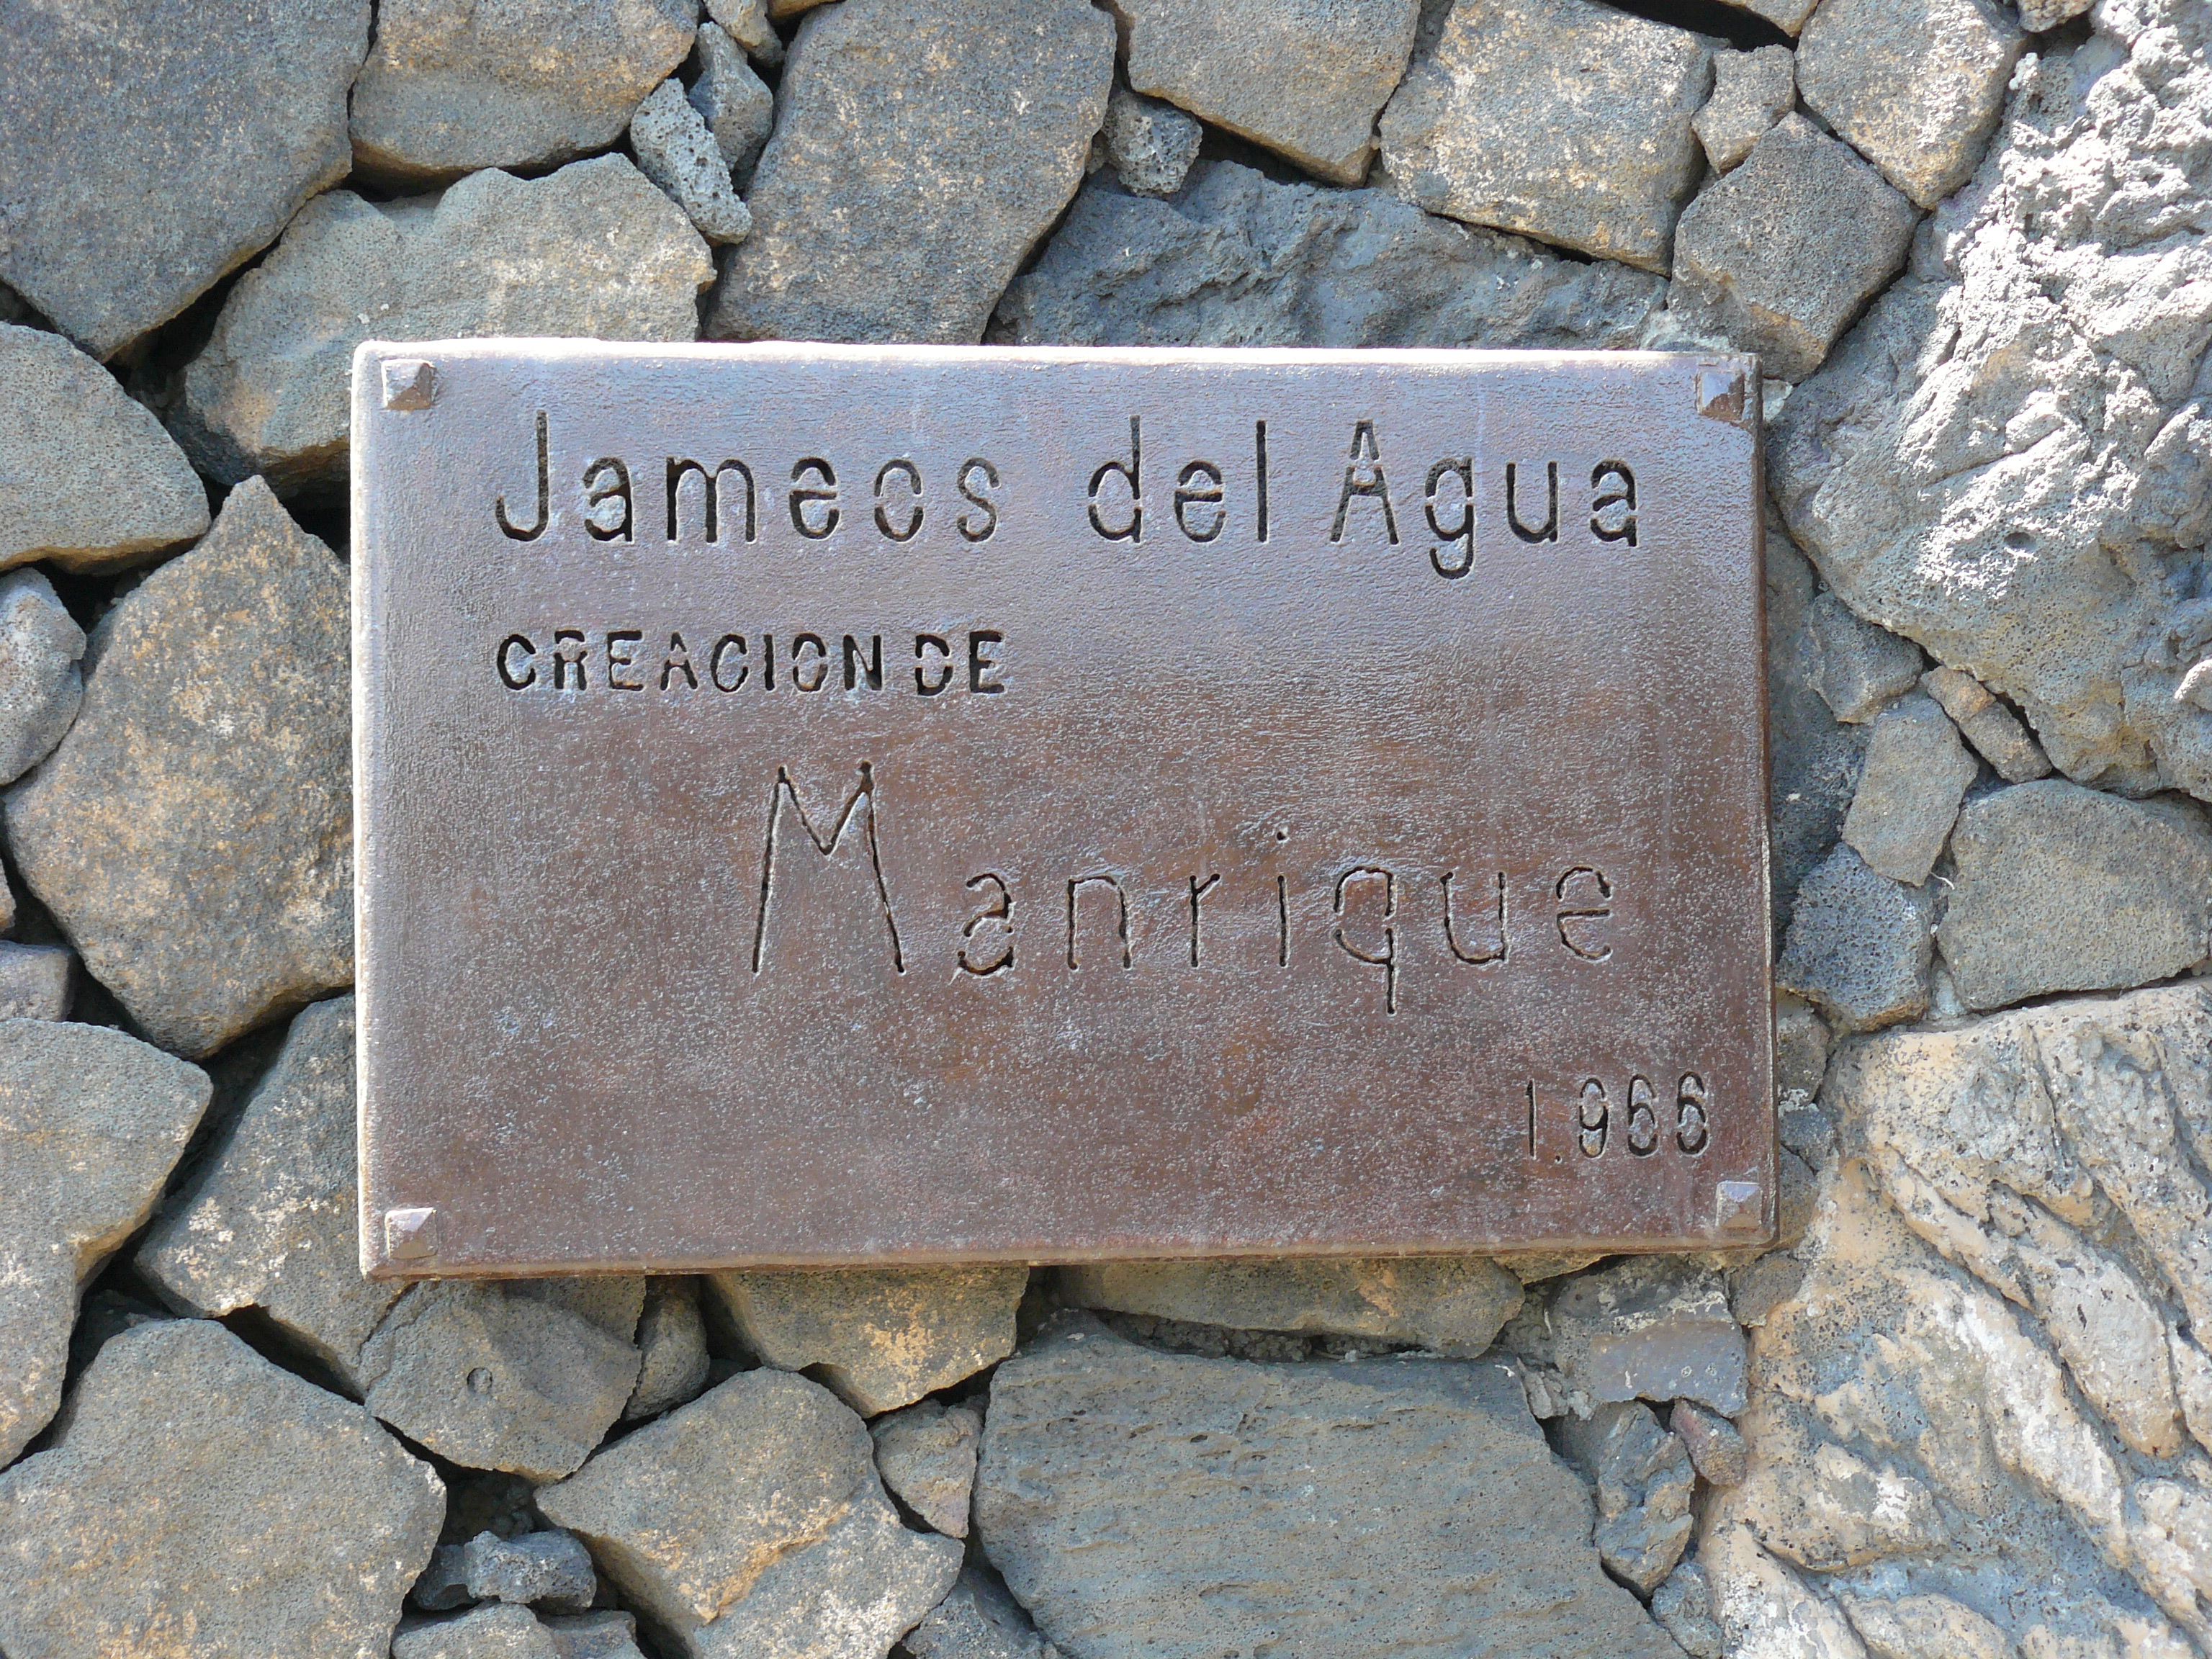 Jameos del Agua
CREACION DE
Manrique
1.966